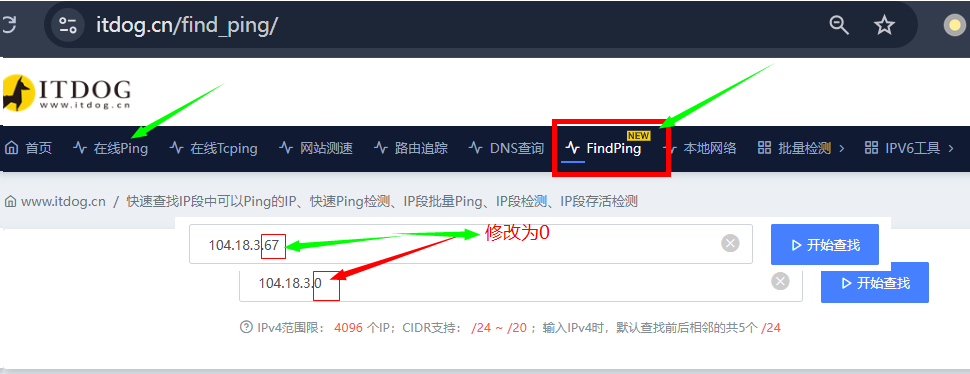 itdog.cn/find_ping/
ITDOG
www.itdog.cn
首页 在线Ping 在线Tcping 网站测速 路由追踪 DNS查询 FindPing NEW 本地网络 批量检测 IPV6工具
www.itdog.cn / 快速查找IP段中可以Ping的IP、快速Ping检测、IP段批量Ping、IP段检测、IP段存活检测
104.18.3.67 修改为0 开始查找
104.18.3.0 开始查找
IPv4范围限： 4096 个IP；CIDR支持： /24 ~ /20 ；输入IPv4时，默认查找前后相邻的共5个 /24